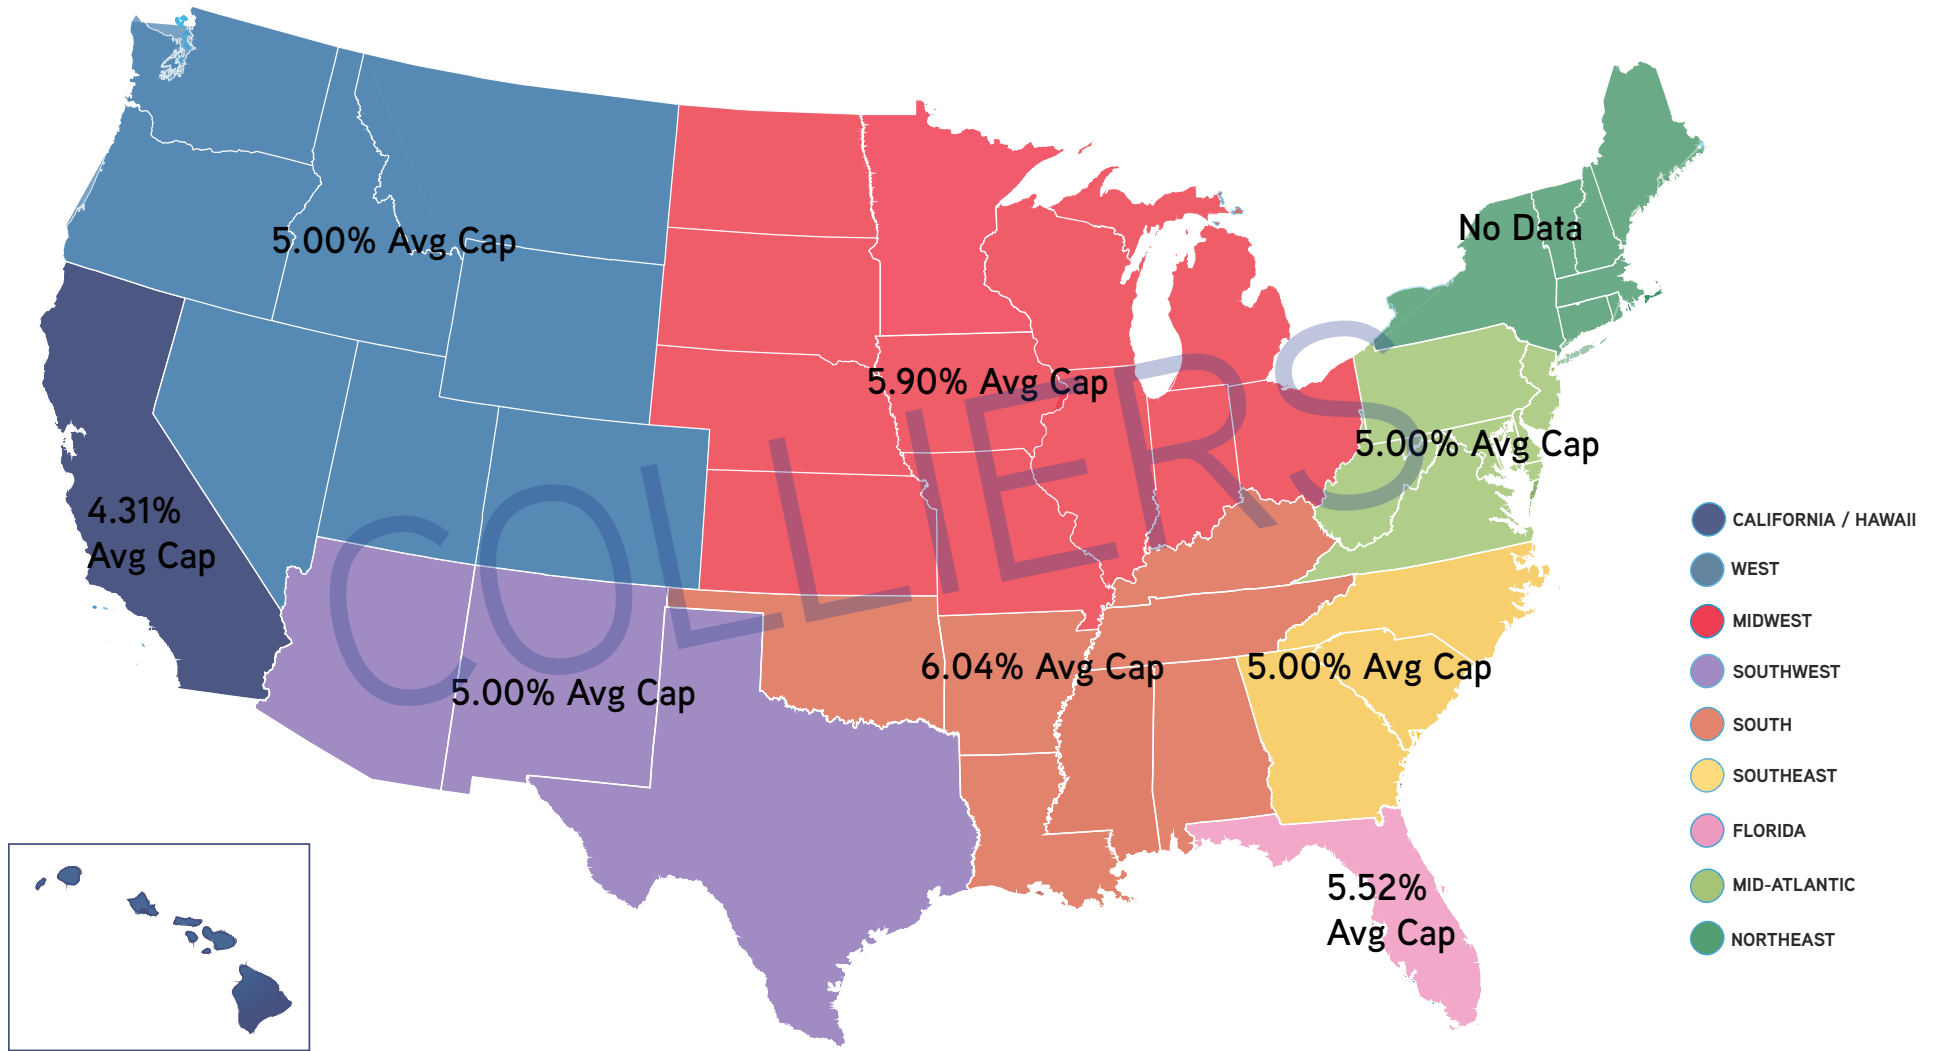 No Data
5.00% Avg Cap
5.90% Avg Cap
5.00% Avg Cap
4.31%
Avg Cap
5.00% Avg Cap
6.04% Avg Cap
5.00% Avg Cap
5.52%
Avg Cap
COLLIERS
CALIFORNIA / HAWAII
WEST
MIDWEST
SOUTHWEST
SOUTH
SOUTHEAST
FLORIDA
MID-ATLANTIC
NORTHEAST